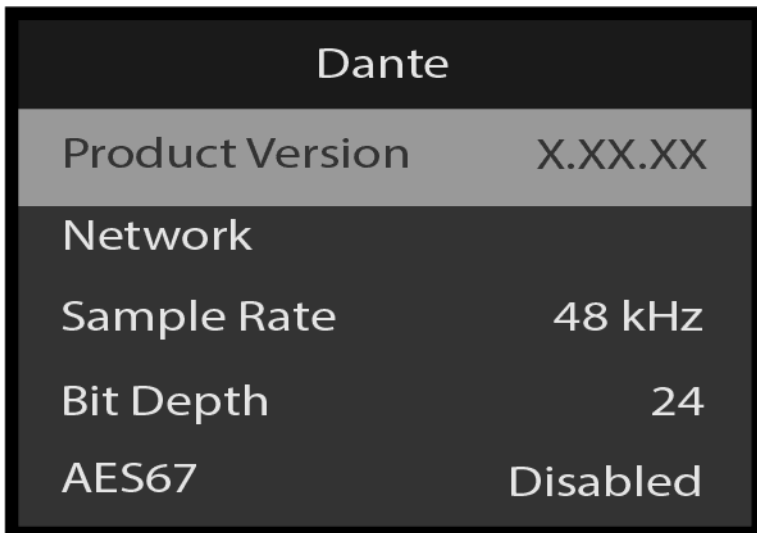 Dante
Product Version X.XX.XX
Network
Sample Rate 48 kHz
Bit Depth 24
AES67 Disabled